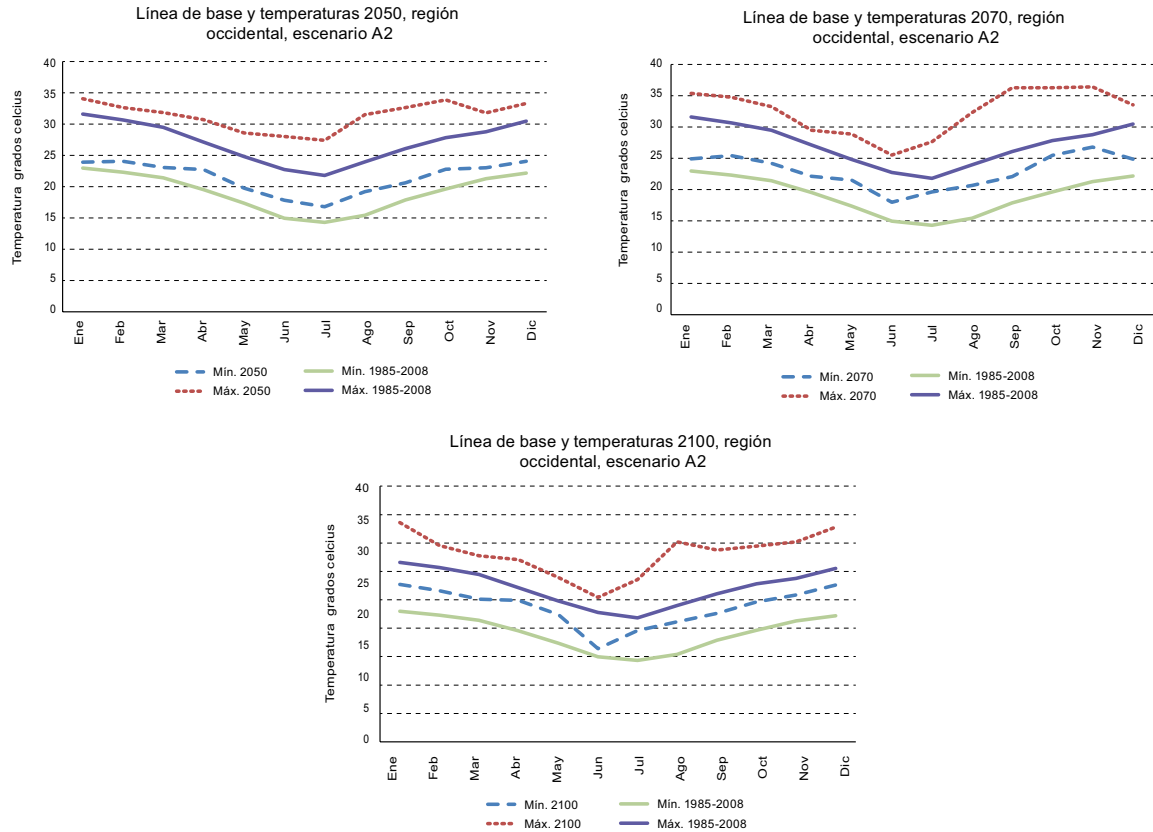 Línea de base y temperaturas 2050, región
occidental, escenario A2
Temperatura grados celcius
40
35
30
25
20
15
10
5
0
Ene
Feb
Mar
Abr
May
Jun
Jul
Ago
Sep
Oct
Nov
Dic
Mín. 2050
Mín. 1985-2008
Máx. 2050
Máx. 1985-2008
Línea de base y temperaturas 2070, región
occidental, escenario A2
Temperatura grados celcius
40
35
30
25
20
15
10
5
0
Ene
Feb
Mar
Abr
May
Jun
Jul
Ago
Sep
Oct
Nov
Dic
Mín. 2070
Mín. 1985-2008
Máx. 2070
Máx. 1985-2008
Línea de base y temperaturas 2100, región
occidental, escenario A2
Temperatura grados celcius
40
35
30
25
20
15
10
5
0
Ene
Feb
Mar
Abr
May
Jun
Jul
Ago
Sep
Oct
Nov
Dic
Mín. 2100
Mín. 1985-2008
Máx. 2100
Máx. 1985-2008